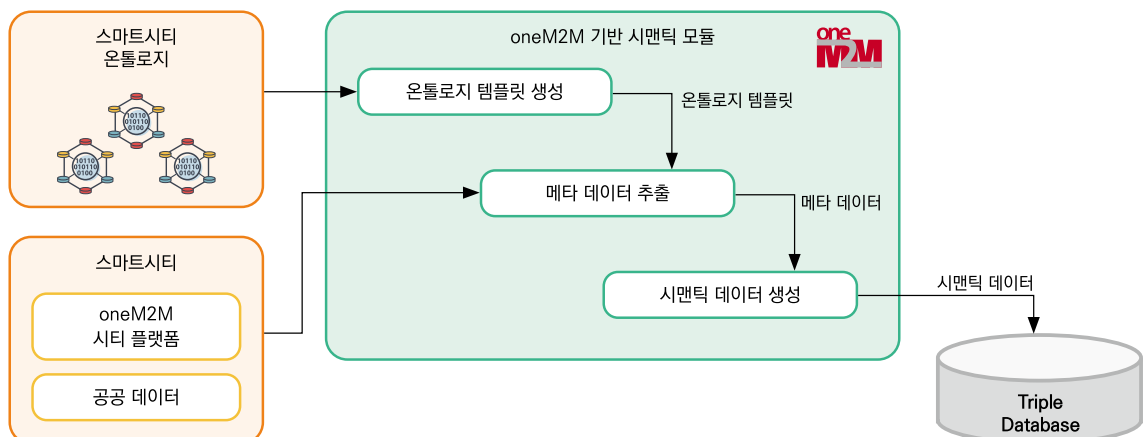 스마트시티
온톨로지
10110
010110
0100
10110
010110
0100
10110
010110
0100
스마트시티
oneM2M
시티 플랫폼
공공 데이터
oneM2M 기반 시맨틱 모듈
one
M2M
온톨로지 템플릿 생성
온톨로지 템플릿
메타 데이터 추출
메타 데이터
시맨틱 데이터 생성
시맨틱 데이터
Triple
Database